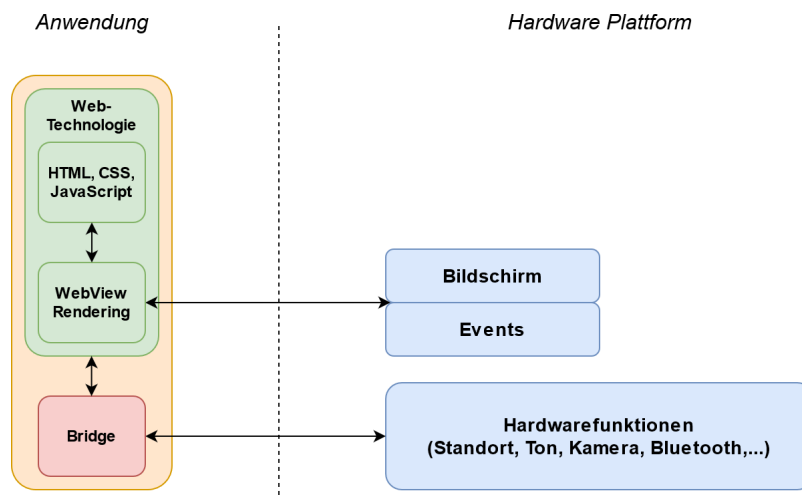 Anwendung
Hardware Plattform
Web-
Technologie
HTML, CSS,
JavaScript
WebView
Rendering
Bildschirm
Events
Bridge
Hardwarefunktionen
(Standort, Ton, Kamera, Bluetooth,...)